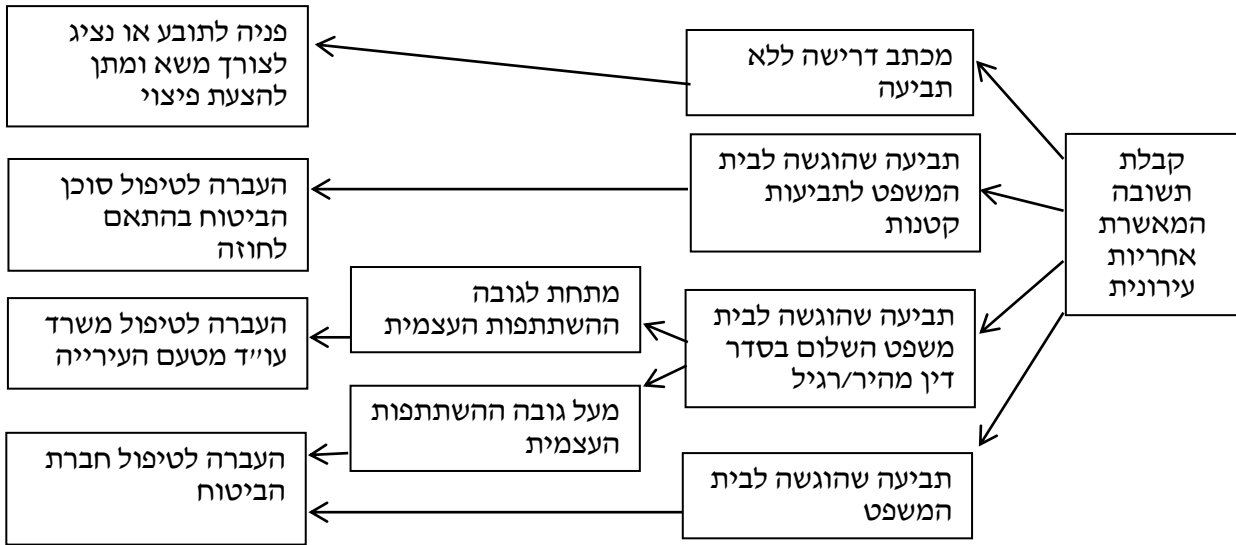 קבלת
תשובה
המאשרת
אחריות
עירונית
מכתב דרישה ללא
תביעה
פניה לתובע או נציג
לצורך משא ומתן
להצעת פיצוי
תביעה שהוגשה לבית
המשפט לתביעות
קטנות
העברה לטיפול סוכן
הביטוח בהתאם
לחוזה
תביעה שהוגשה לבית
משפט השלום בסדר
דין מהיר/רגיל
מתחת לגובה
ההשתתפות העצמית
העברה לטיפול משרד
עו״ד מטעם העירייה
מעל גובה ההשתתפות
העצמית
העברה לטיפול חברת
הביטוח
תביעה שהוגשה לבית
המשפט